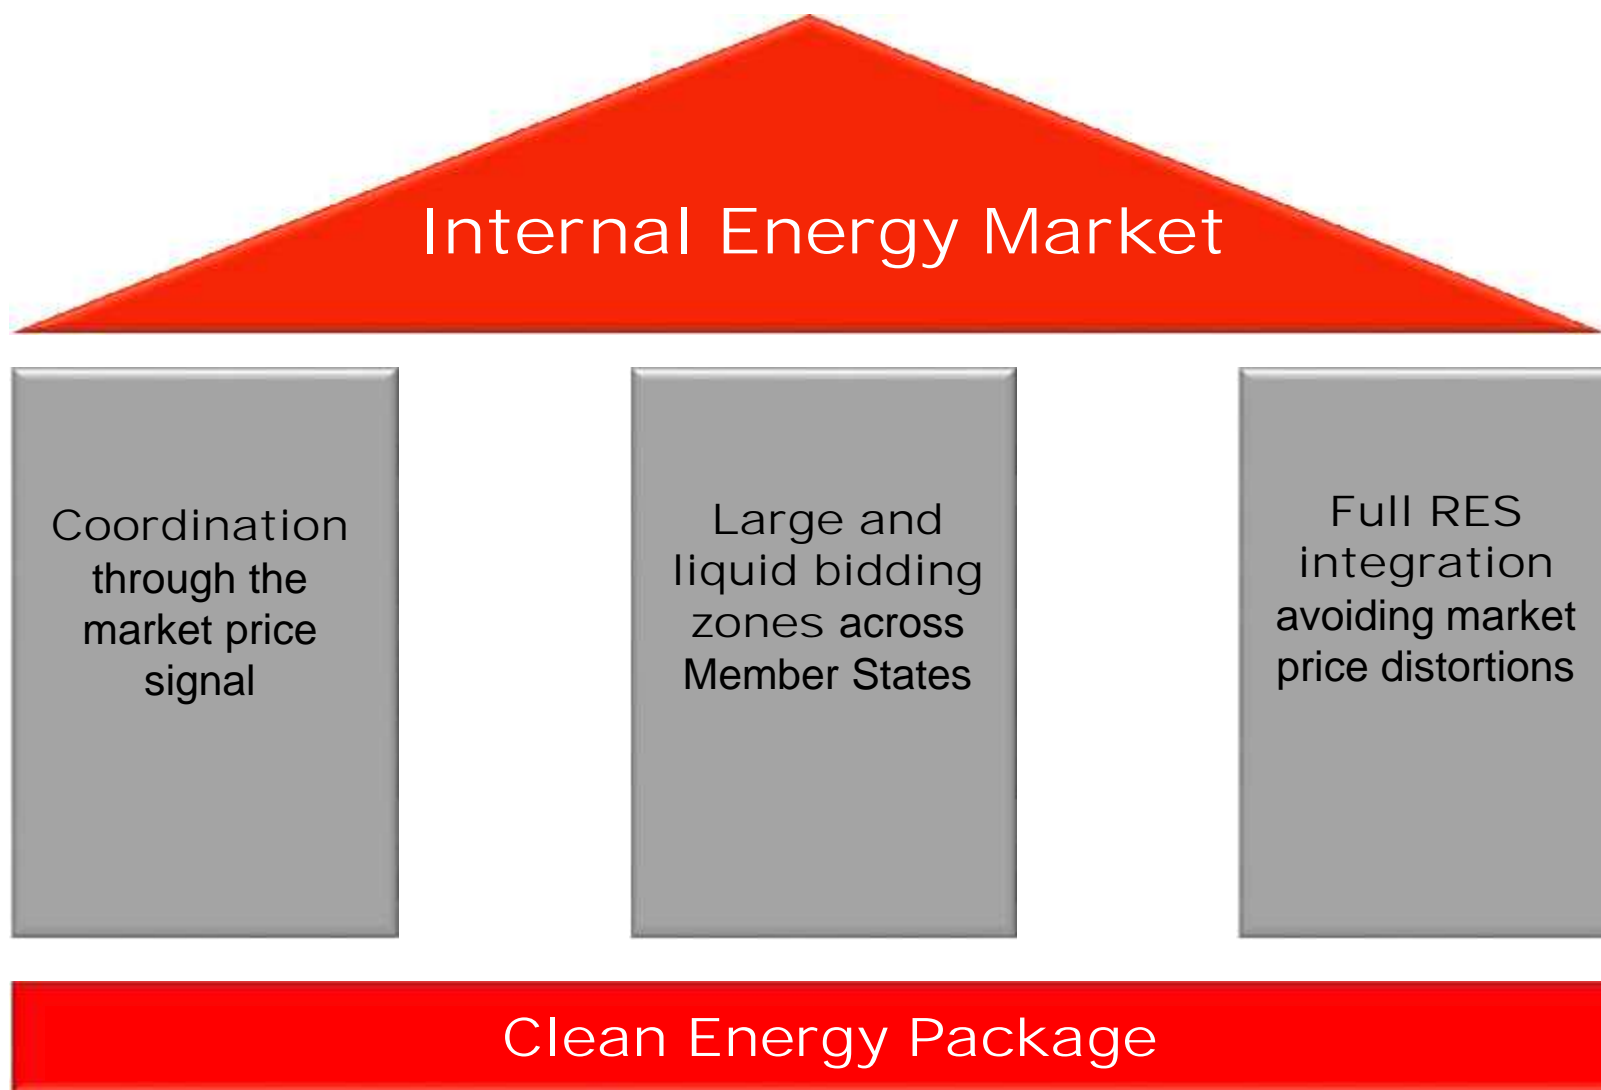 Internal Energy Market
Coordination
through the
market price
signal
Large and
liquid bidding
zones across
Member States
Full RES
integration
avoiding market
price distortions
Clean Energy Package